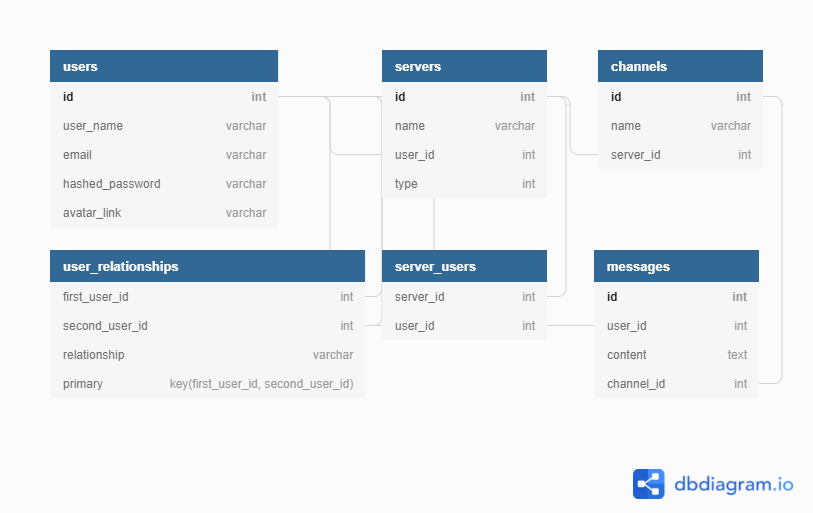 users
id int
user_name varchar
email varchar
hashed_password varchar
avatar_link varchar
servers
id int
name varchar
user_id int
type int
channels
id int
name varchar
server_id int
user_relationships
first_user_id int
second_user_id int
relationship varchar
primary key(first_user_id, second_user_id)
server_users
server_id int
user_id int
messages
id int
user_id int
content text
channel_id int
dbdiagram.io